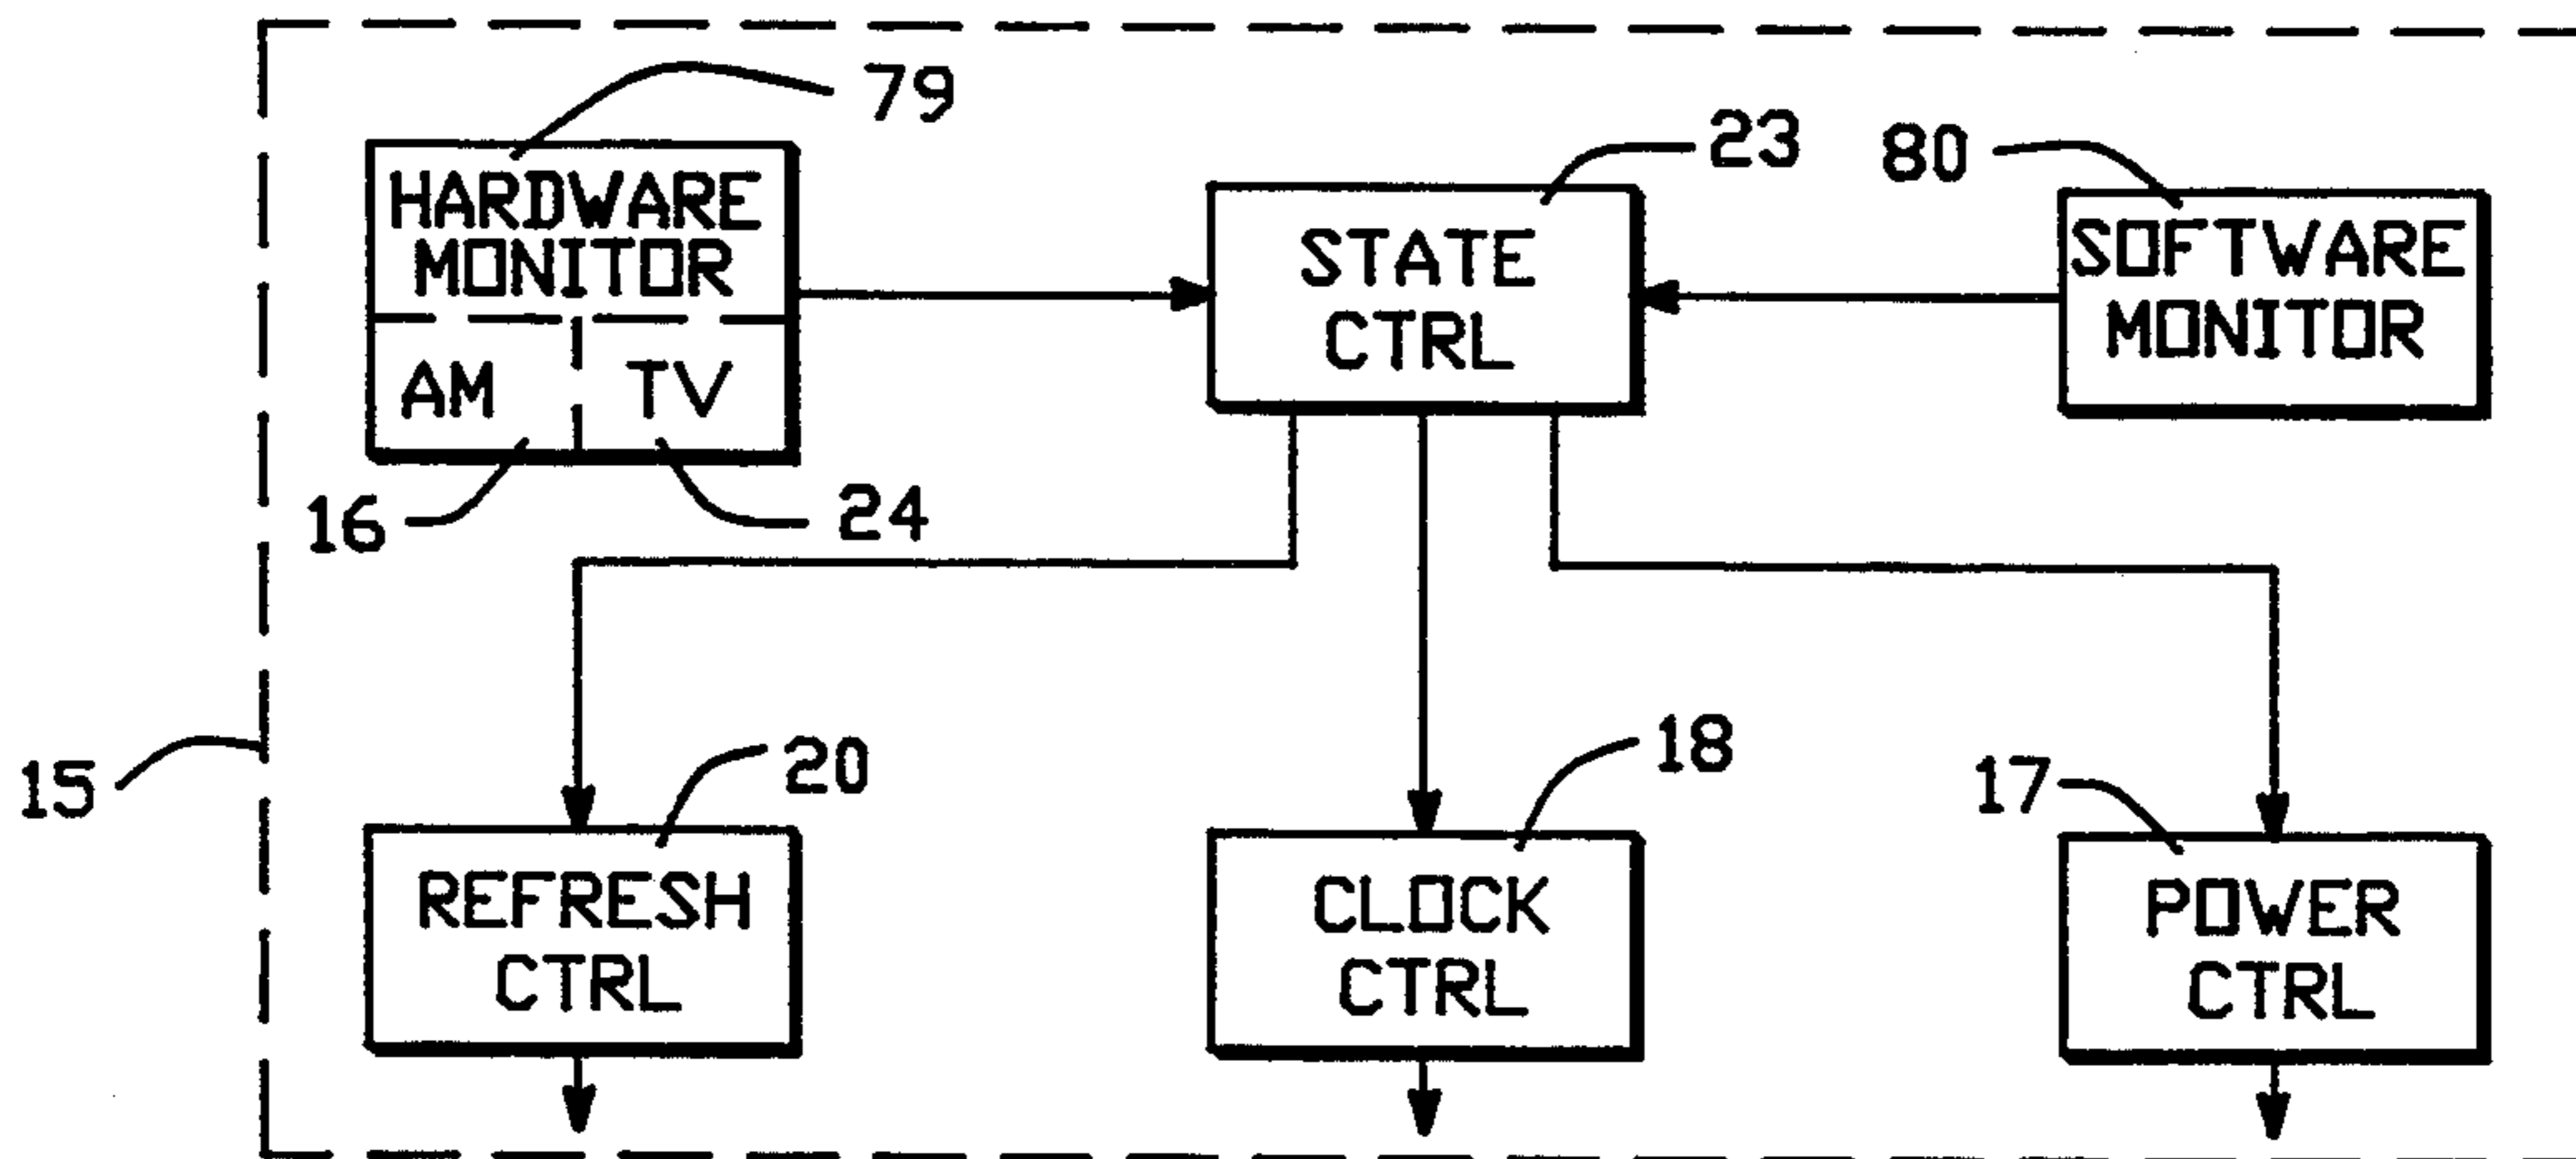 79
HARDWARE
MONITOR
AM
TV
16
24
23
STATE
CTRL
80
SOFTWARE
MONITOR
15
20
REFRESH
CTRL
18
CLOCK
CTRL
17
POWER
CTRL